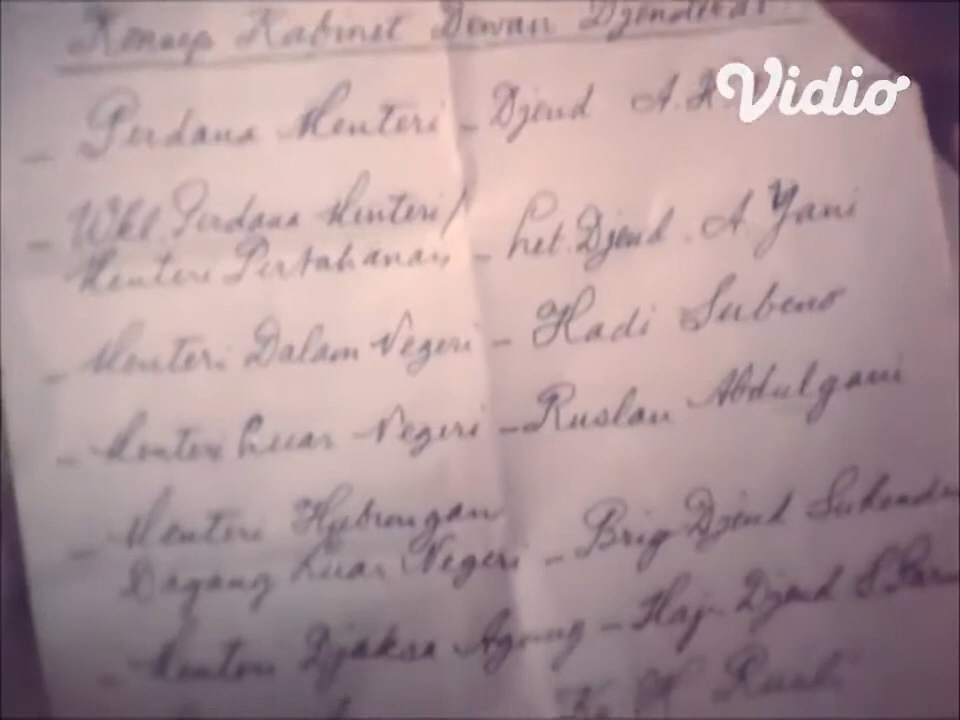 Konsep Kabinet Dewan Djenderal
- Perdana Menteri - Djend A. H
Vidio
- Wkl. Perdana Menteri/
Menteri Pertahanan - Let. Djend. A. Yani
- Menteri Dalam Negeri - Hadi Subeno
- Menteri Luar Negeri - Ruslan Abdulgani
- Menteri Hubungan
Dagang Luar Negeri - Brig Djend Sukend
- Menteri Djaksa Agung - Maj. Djend S. Par